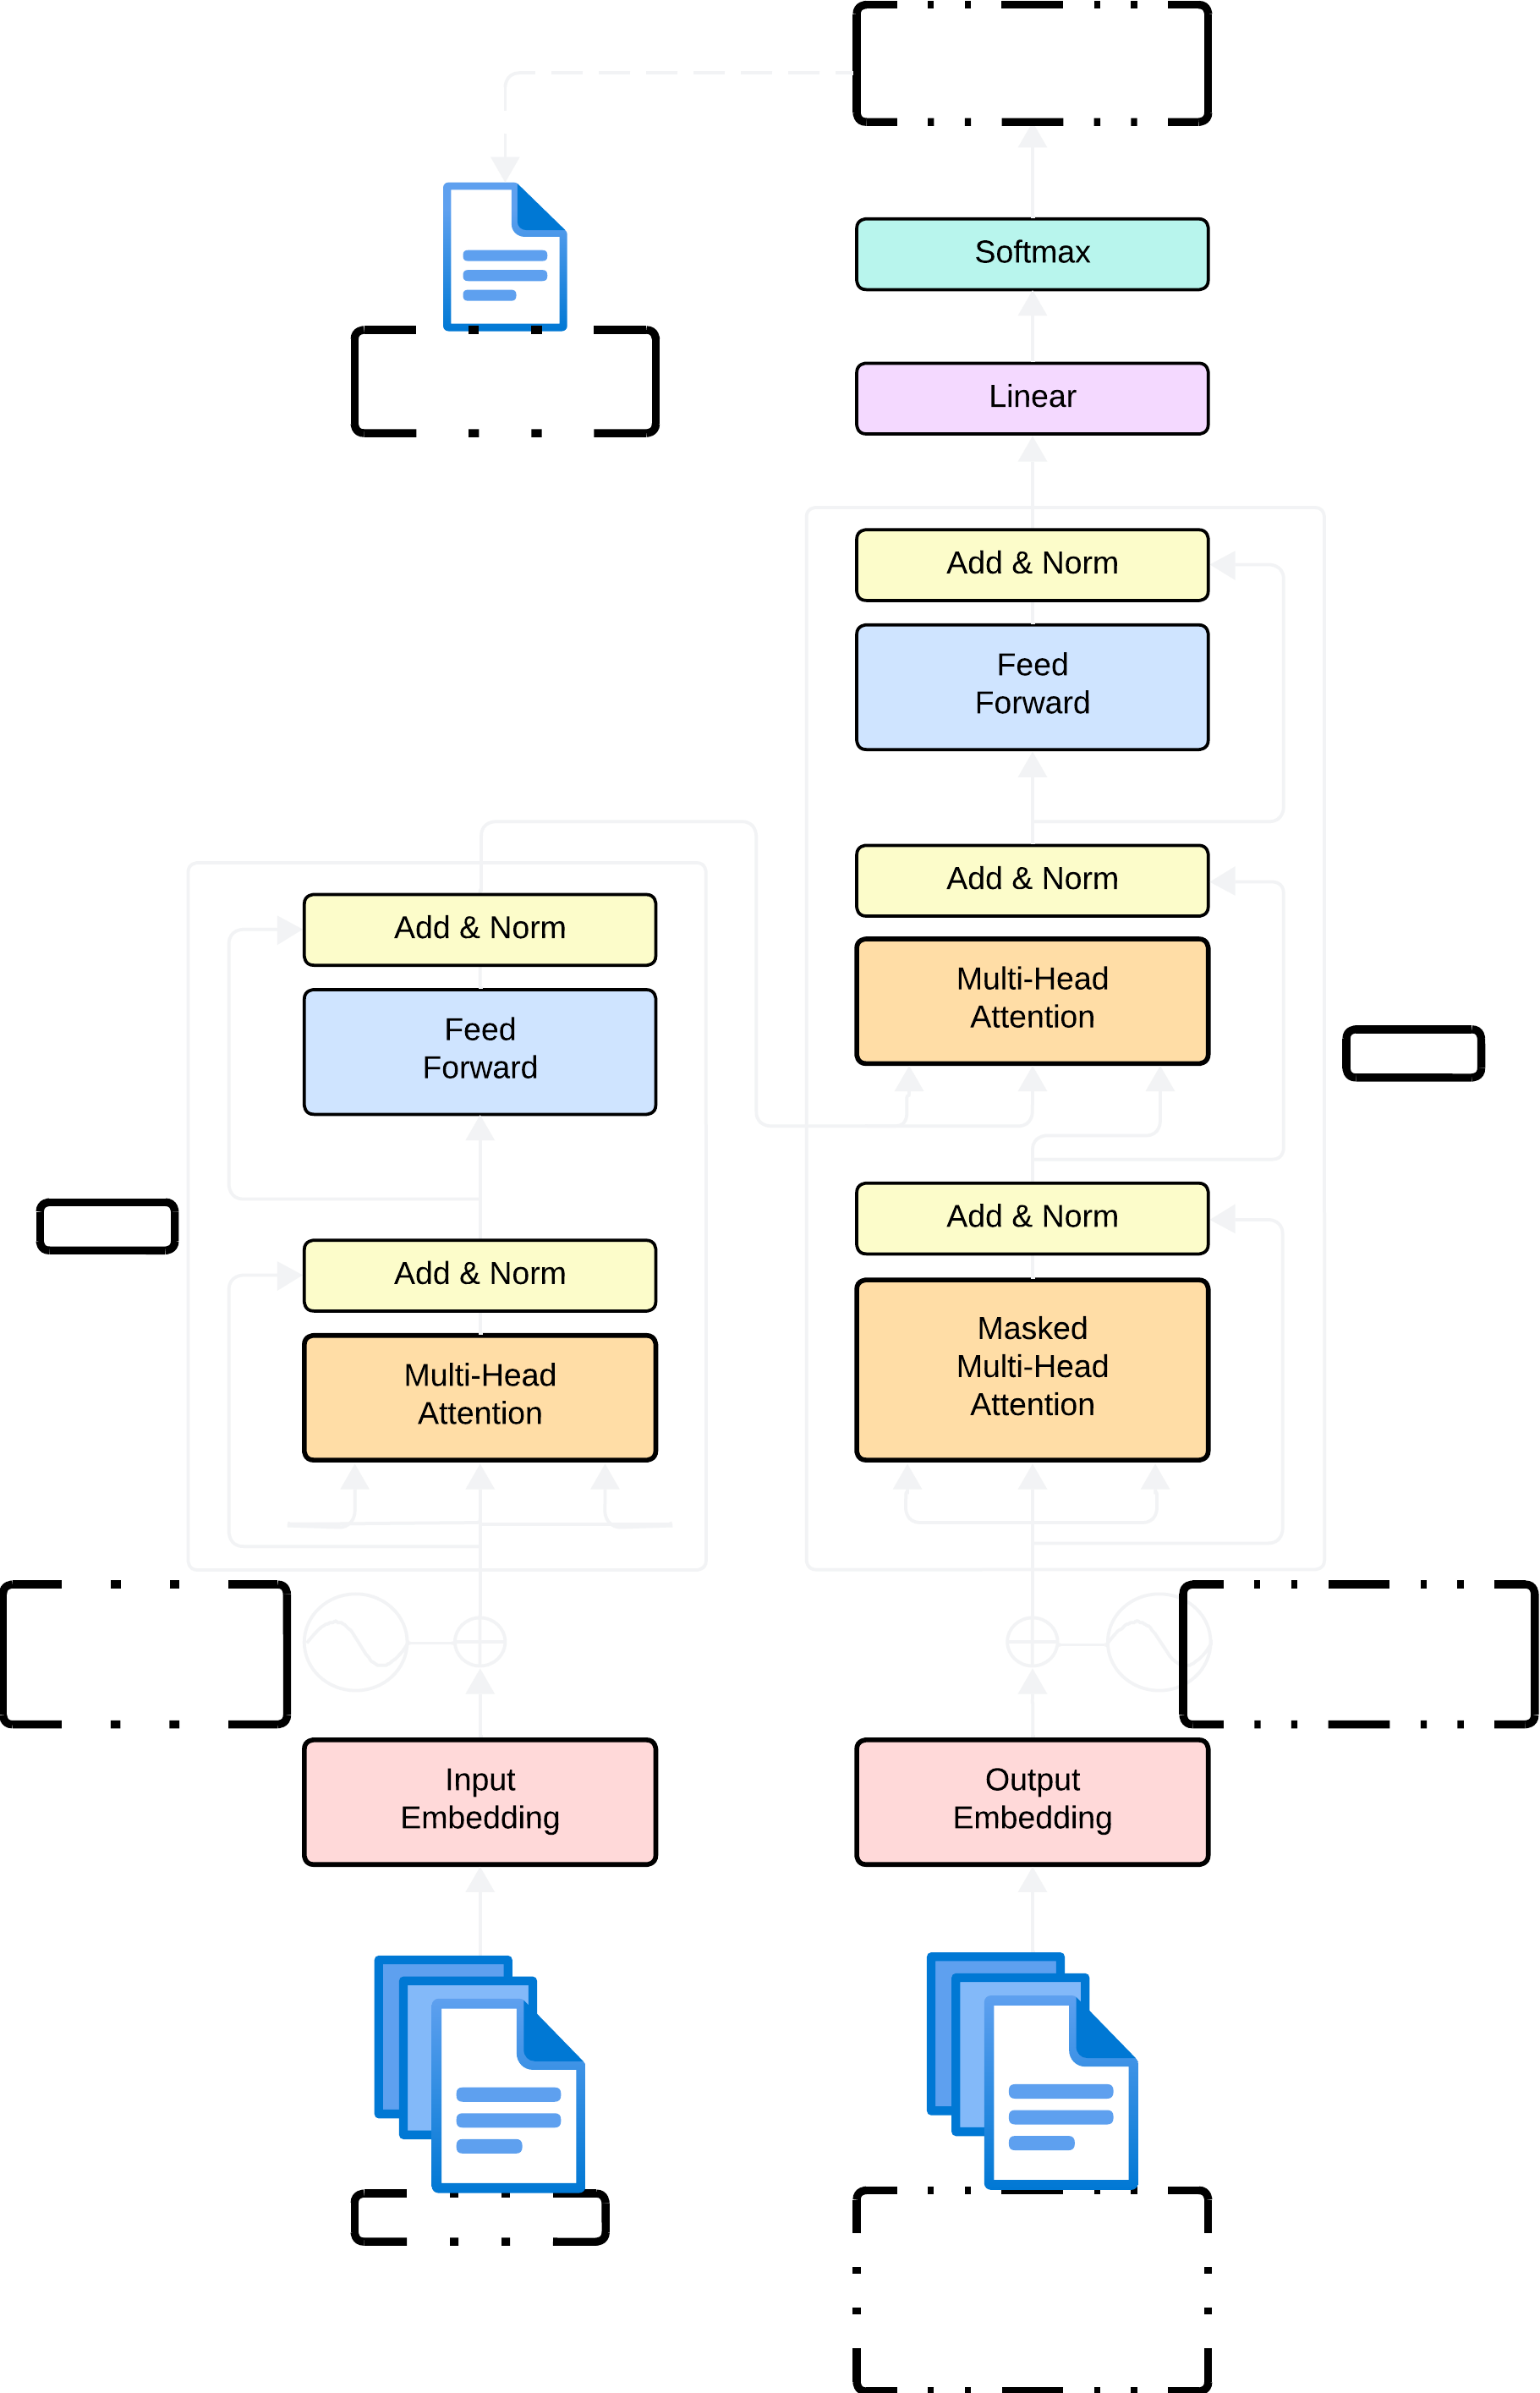 Softmax
Linear
Add & Norm
Feed
Forward
Add & Norm
Multi-Head
Attention
Add & Norm
Masked
Multi-Head
Attention
Add & Norm
Feed
Forward
Add & Norm
Multi-Head
Attention
Input
Embedding
Output
Embedding